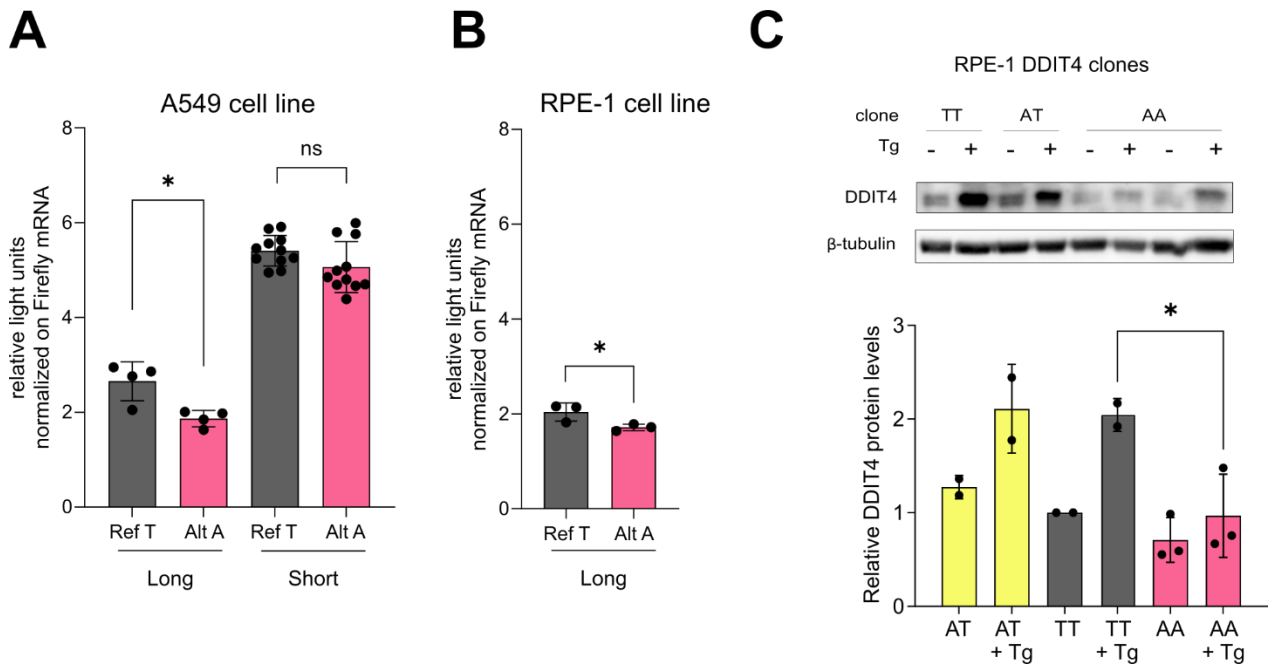 A
A549 cell line
relative light units
normalized on Firefly mRNA
8
6
4
2
0
*
ns
Ref T Alt A Ref T Alt A
Long Short
B
RPE-1 cell line
relative light units
normalized on Firefly mRNA
8
6
4
2
0
*
Ref T Alt A
Long
C
RPE-1 DDIT4 clones
clone TT AT AA
Tg - + - + - + - +
DDIT4
β-tubulin
Relative DDIT4 protein levels
3
2
1
0
*
AT AT + Tg TT TT + Tg AA AA + Tg